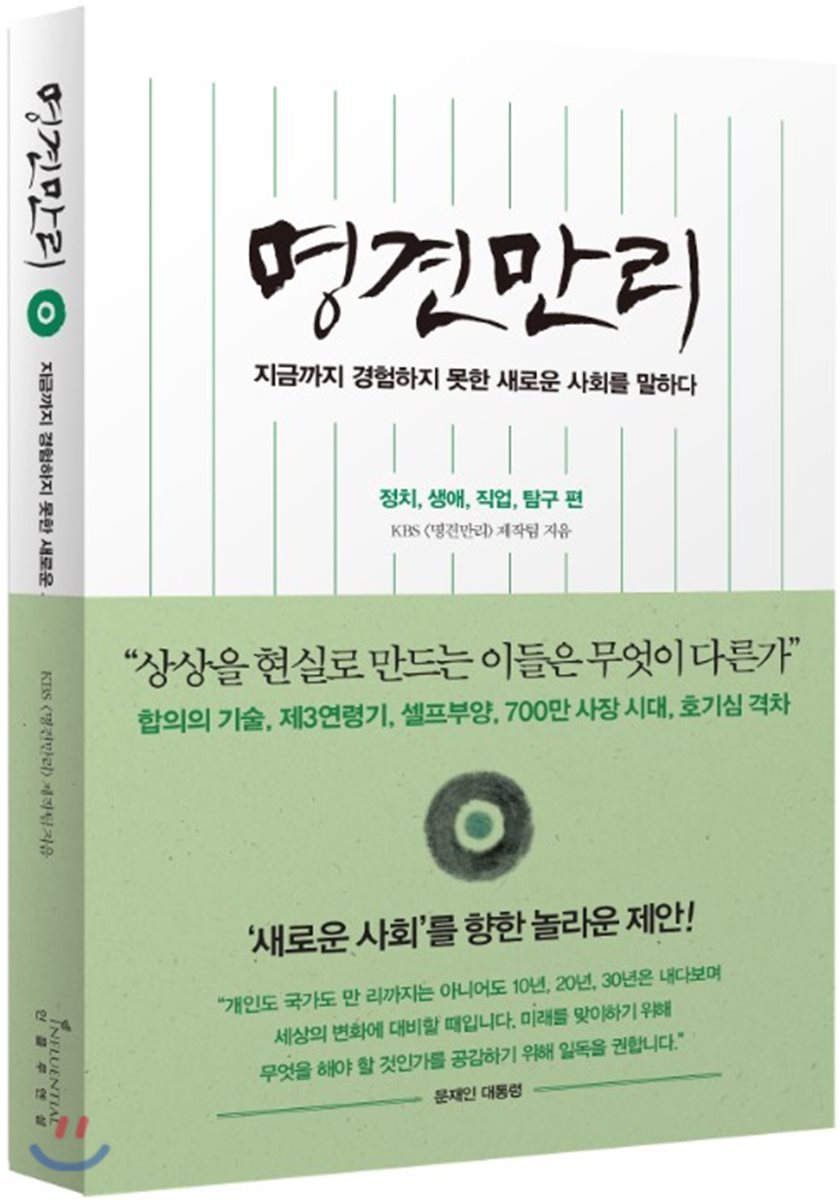 명견만리
지금까지 경험하지 못한 새로운
KBS 〈명견만리〉 제작팀 지음
INFLUENTIAL
인플루엔셜
명견만리
지금까지 경험하지 못한 새로운 사회를 말하다
정치, 생애, 직업, 탐구 편
KBS 〈명견만리〉 제작팀 지음
“상상을 현실로 만드는 이들은 무엇이 다른가”
합의의 기술, 제3연령기, 셀프부양, 700만 사장 시대, 호기심 격차
‘새로운 사회’를 향한 놀라운 제안!
“개인도 국가도 만 리까지는 아니어도 10년, 20년, 30년은 내다보며
세상의 변화에 대비할 때입니다. 미래를 맞이하기 위해
무엇을 해야 할 것인가를 공감하기 위해 일독을 권합니다.”
문재인 대통령